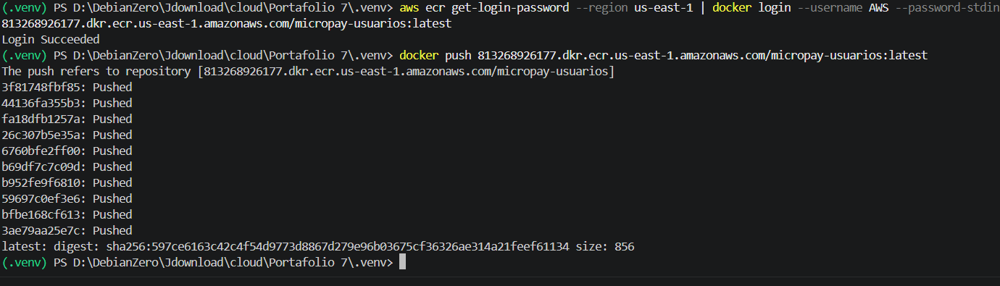 (.venv) PS D:\DebianZero\Jdownload\cloud\Portafolio 7\.venv> aws ecr get-login-password --region us-east-1 | docker login --username AWS --password-stdin
813268926177.dkr.ecr.us-east-1.amazonaws.com/micropay-usuarios:latest
Login Succeeded
(.venv) PS D:\DebianZero\Jdownload\cloud\Portafolio 7\.venv> docker push 813268926177.dkr.ecr.us-east-1.amazonaws.com/micropay-usuarios:latest
The push refers to repository [813268926177.dkr.ecr.us-east-1.amazonaws.com/micropay-usuarios]
3f81748fbf85: Pushed
44136fa355b3: Pushed
fa18dfb1257a: Pushed
26c307b5e35a: Pushed
6760bfe2ff00: Pushed
b69df7c7c09d: Pushed
b952fe9f6810: Pushed
59697c0ef3e6: Pushed
bfbe168cf613: Pushed
3ae79aa25e7c: Pushed
latest: digest: sha256:597ce6163c42c4f54d9773d8867d279e96b03675cf36326ae314a21feef61134 size: 856
(.venv) PS D:\DebianZero\Jdownload\cloud\Portafolio 7\.venv>